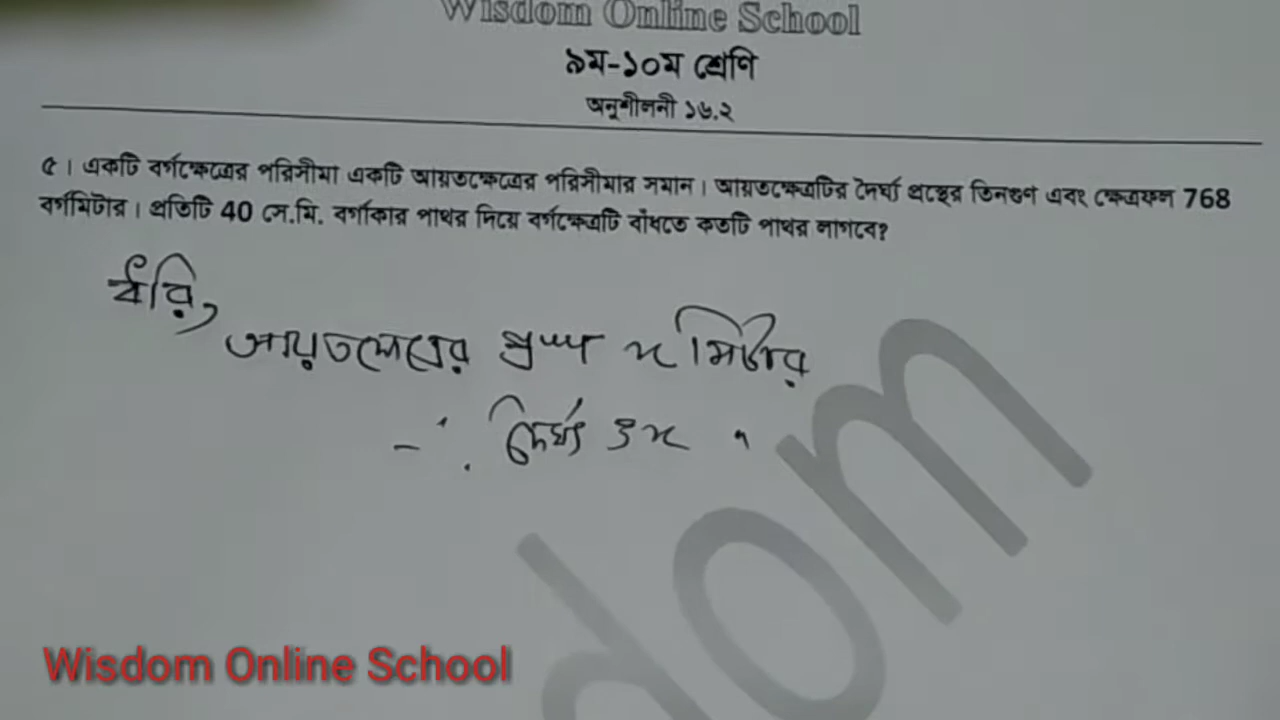 Wisdom Online School
৯ম-১০ম শ্রেণি
অনুশীলনী ১৬.২
৫। একটি বর্গক্ষেত্রের পরিসীমা একটি আয়তক্ষেত্রের পরিসীমার সমান। আয়তক্ষেত্রটির দৈর্ঘ্য প্রস্থের তিনগুণ এবং ক্ষেত্রফল 768
বর্গমিটার। প্রতিটি 40 সে.মি. বর্গাকার পাথর দিয়ে বর্গক্ষেত্রটি বাঁধতে কতটি পাথর লাগবে?
ধরি,
আয়তক্ষেত্রের প্রস্থ x মিটার
∴ দৈর্ঘ্য ৩x "
dom
Wisdom Online School